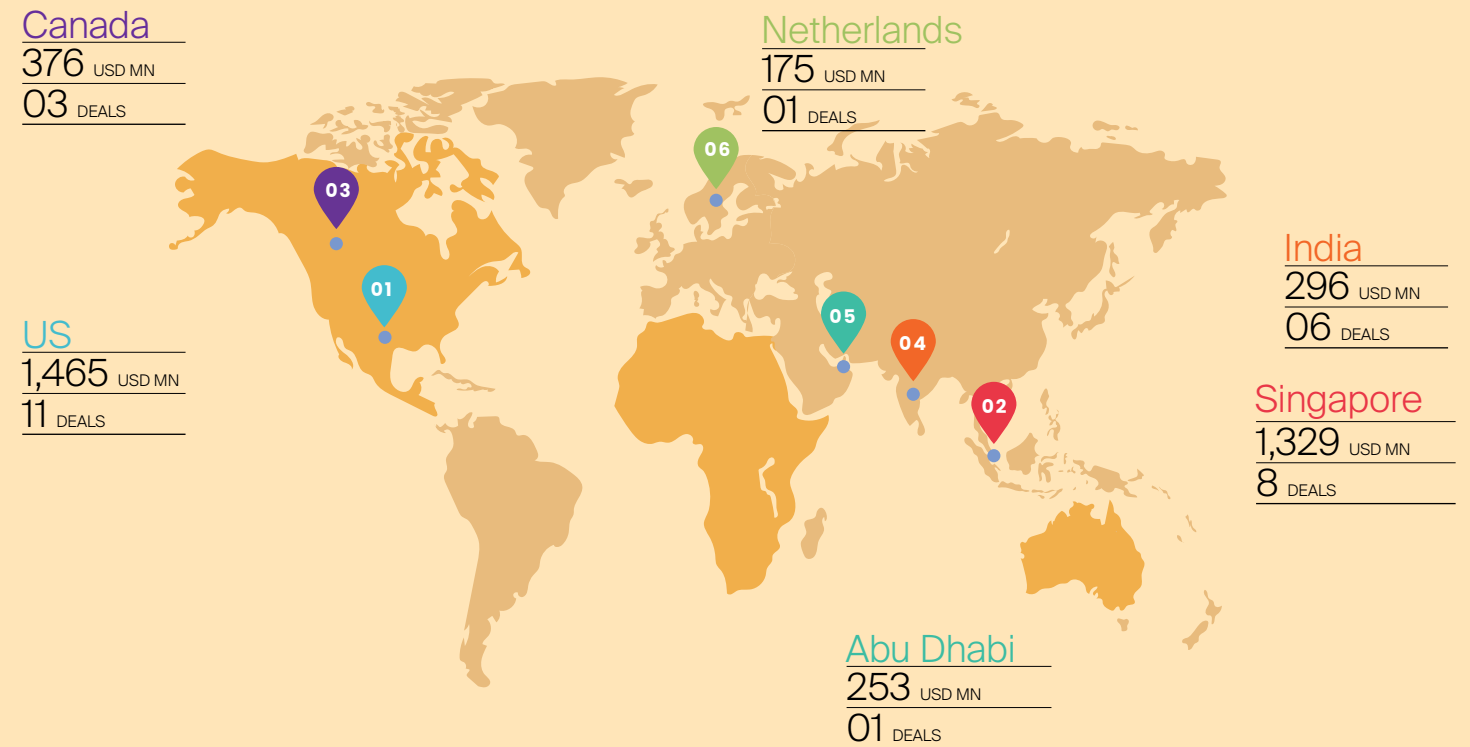 Canada
376 USD MN
03 DEALS
Netherlands
175 USD MN
01 DEALS
06
03
India
296 USD MN
06 DEALS
01
05
04
US
1,465 USD MN
11 DEALS
02
Singapore
1,329 USD MN
8 DEALS
Abu Dhabi
253 USD MN
01 DEALS